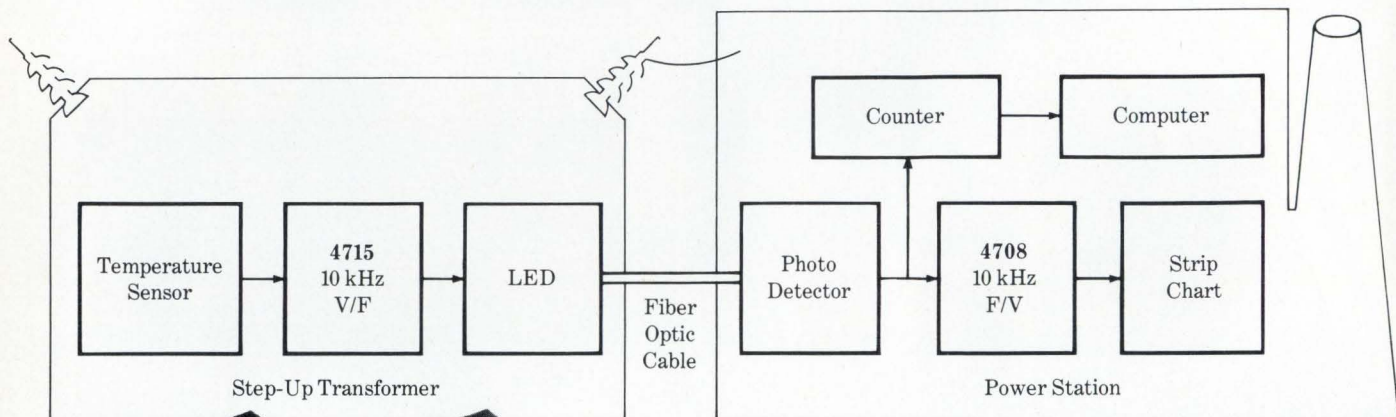 Counter
Computer
Temperature
Sensor
4715
10 kHz
V/F
LED
Fiber
Optic
Cable
Photo
Detector
4708
10 kHz
F/V
Strip
Chart
Step-Up Transformer
Power Station